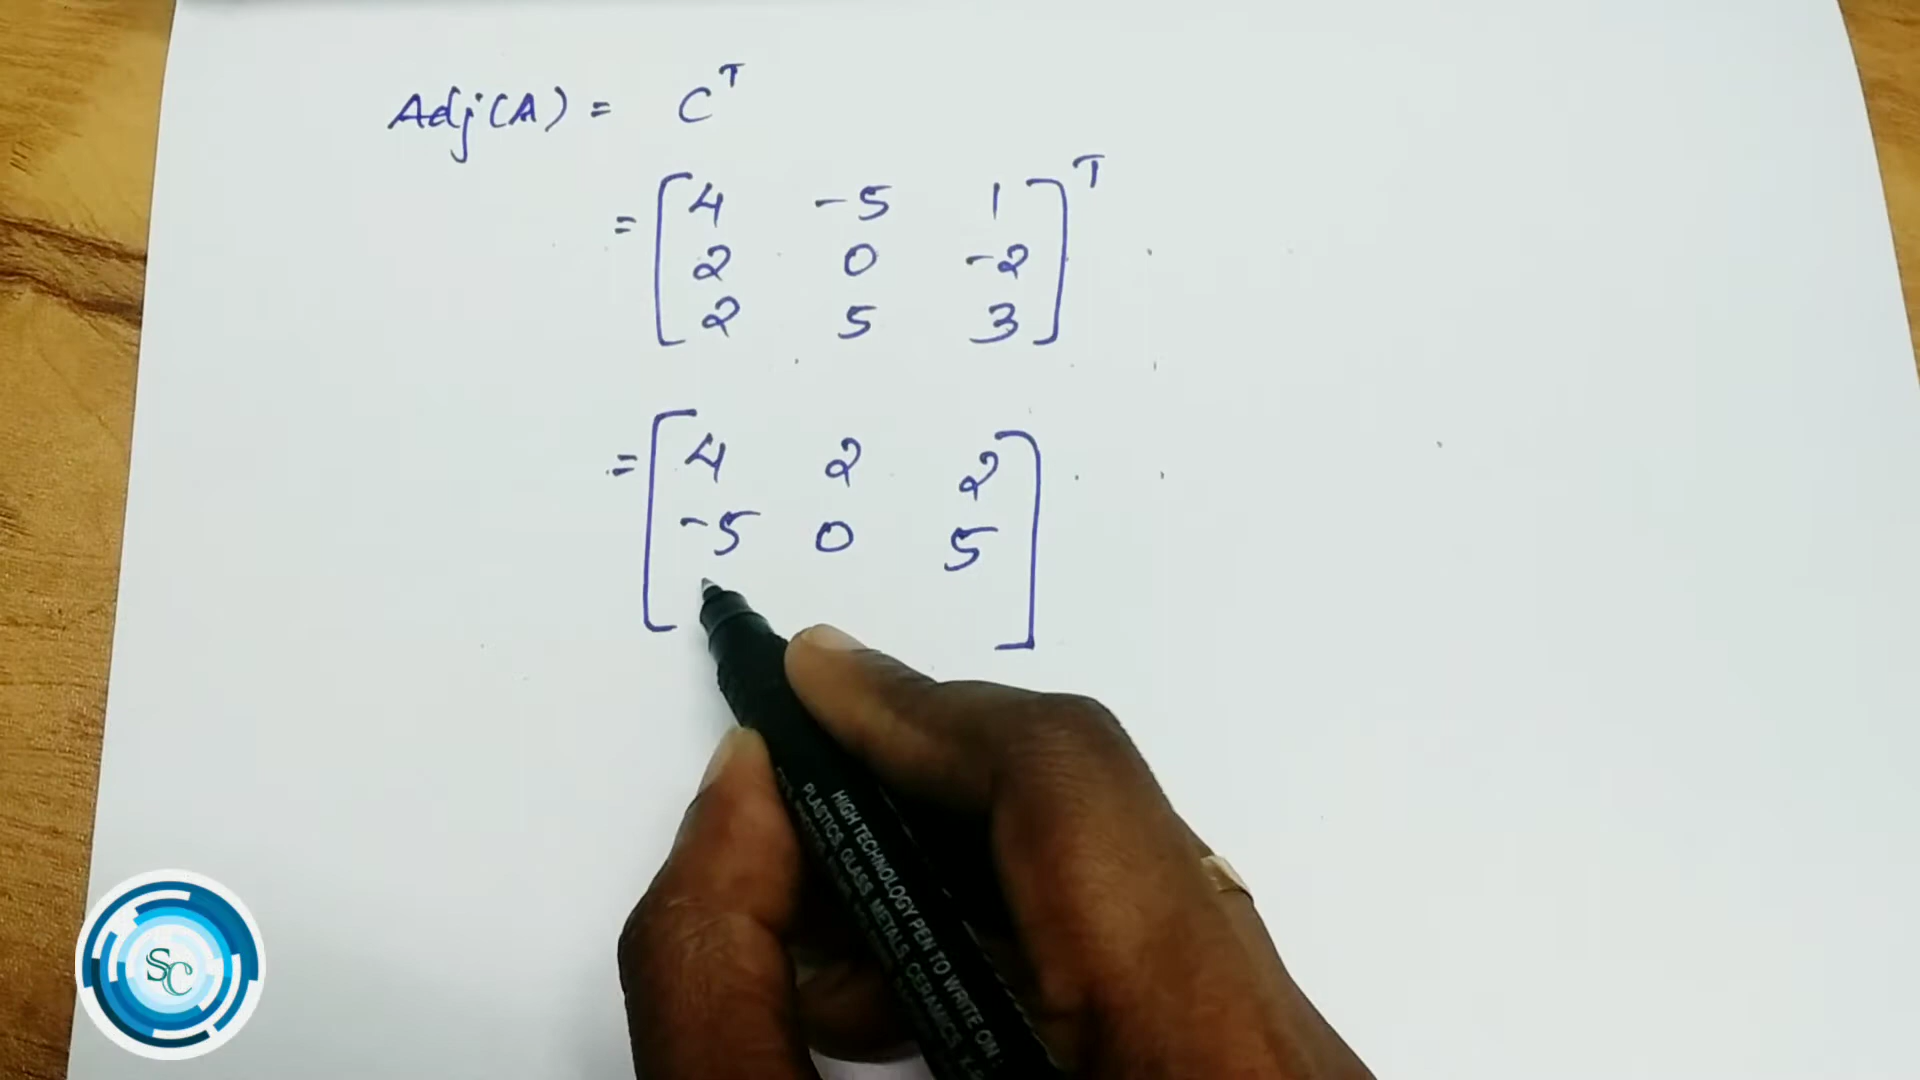 Adj(A) = C^T
= [4 -5 1
2 0 -2
2 5 3]^T
= [4 2 2
-5 0 5]
HIGH TECHNOLOGY PEN TO WRITE ON:
PLASTICS, GLASS, METALS, CERAMICS, X-
SC